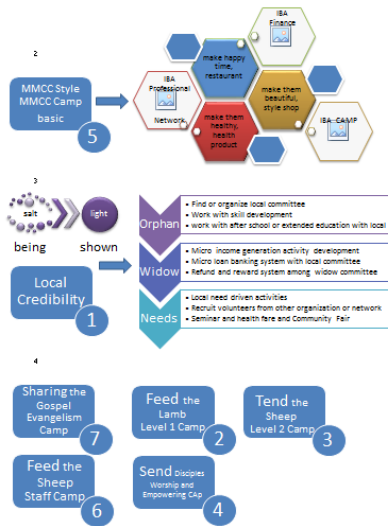 2
IBA
Finance
make happy
time,
restaurant
IBA
Professional
Network
make them
beautiful,
style shop
make them
healthy,
health
product
IBA CAMP
MMCC Style
MMCC Camp
basic
5
3
salt
light
being
shown
Local
Credibility
1
Orphan
• Find or organize local committee
• Work with skill development
• work with after school or extended education with local
Widow
• Micro income generation activity development
• Micro loan banking system with local committee
• Refund and reward system among widow committee
Needs
• Local need driven activities
• Recruit volunteers from other organization or network
• Seminar and health fare and Community Fair
4
Sharing the
Gospel
Evangelism
Camp
7
Feed the
Lamb
Level 1 Camp
2
Tend the
Sheep
Level 2 Camp
3
Feed the
Sheep
Staff Camp
6
Send Disciples
Worship and
Empowering CAp
4